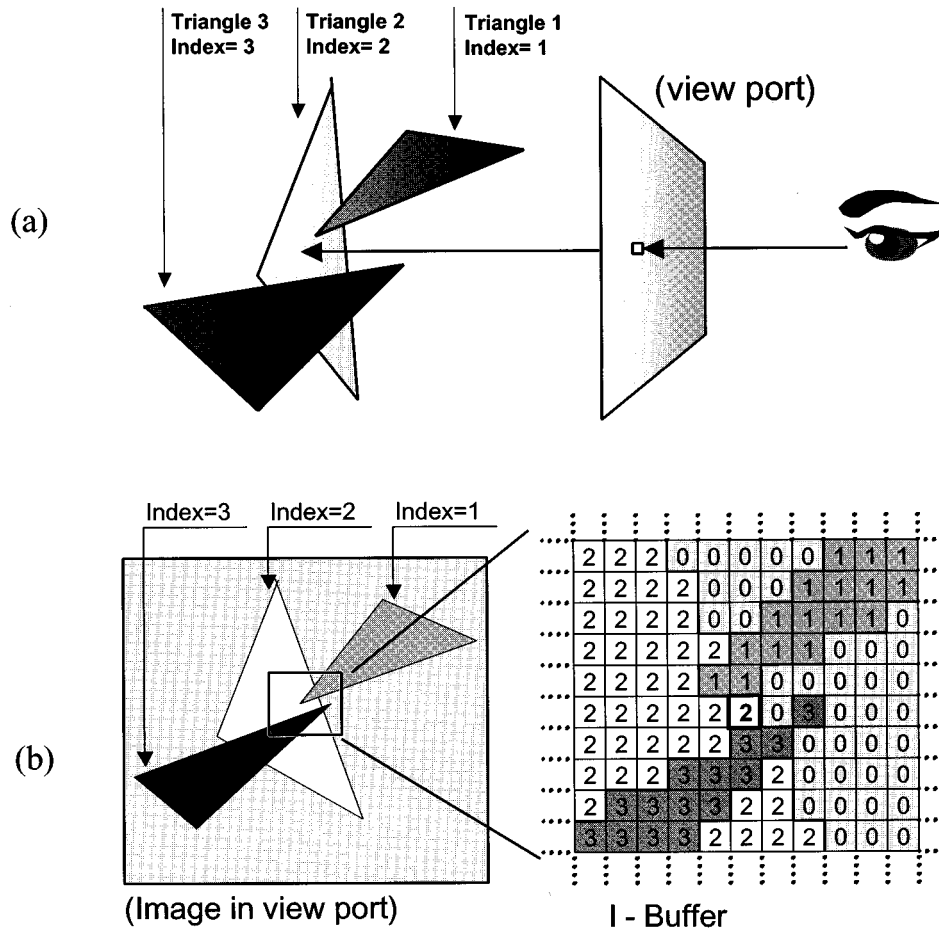 Triangle 3 Triangle 2 Triangle 1
Index= 3 Index= 2 Index= 1
(view port)
(a)
Index=3 Index=2 Index=1
2 2 2 0 0 0 0 0 1 1 1
2 2 2 2 0 0 0 1 1 1 1
2 2 2 2 0 0 1 1 1 1 0
2 2 2 2 2 1 1 1 0 0 0
2 2 2 2 1 1 0 0 0 0 0
2 2 2 2 2 2 0 3 0 0 0
2 2 2 2 2 3 3 0 0 0 0
2 2 2 3 3 3 2 0 0 0 0
2 3 3 3 3 2 2 0 0 0 0
3 3 3 3 2 2 2 2 0 0 0
(b)
(Image in view port)
I - Buffer